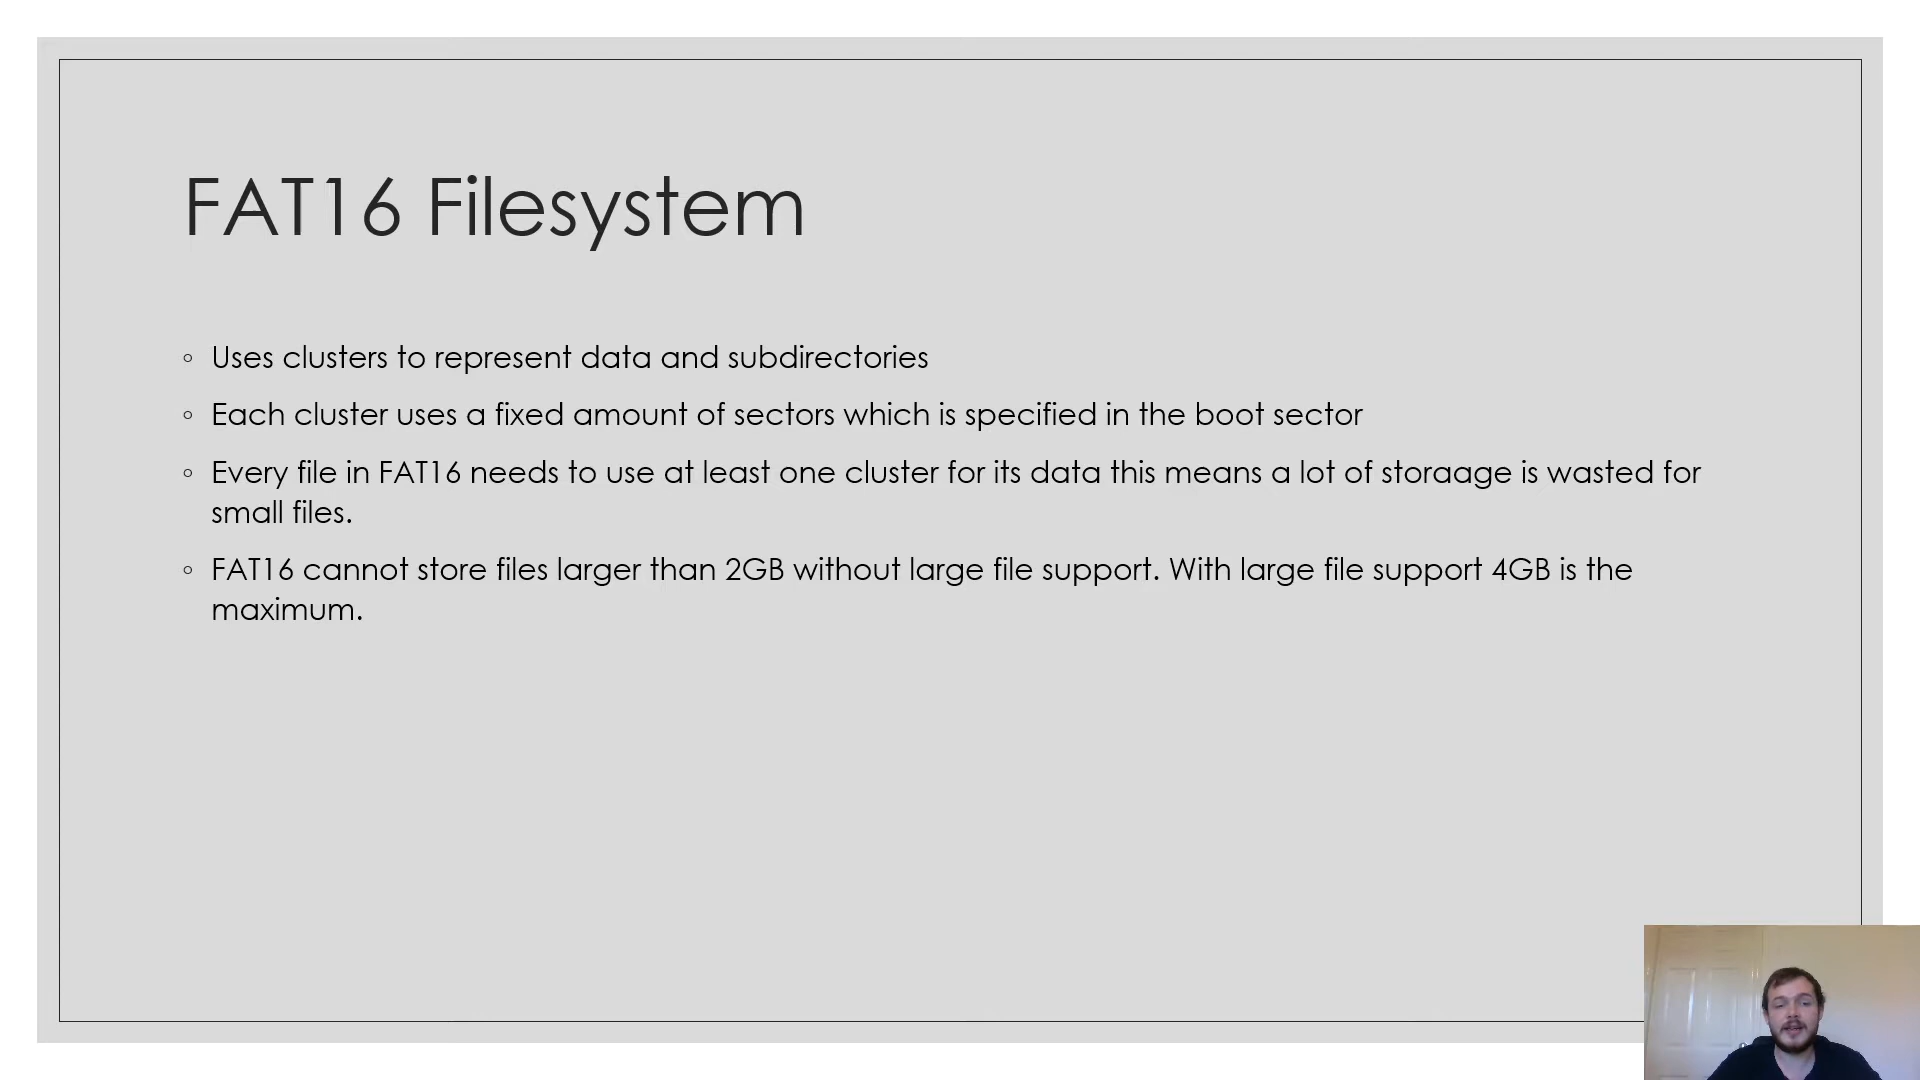 FAT16 Filesystem
◦ Uses clusters to represent data and subdirectories
◦ Each cluster uses a fixed amount of sectors which is specified in the boot sector
◦ Every file in FAT16 needs to use at least one cluster for its data this means a lot of storaage is wasted for
small files.
◦ FAT16 cannot store files larger than 2GB without large file support. With large file support 4GB is the
maximum.